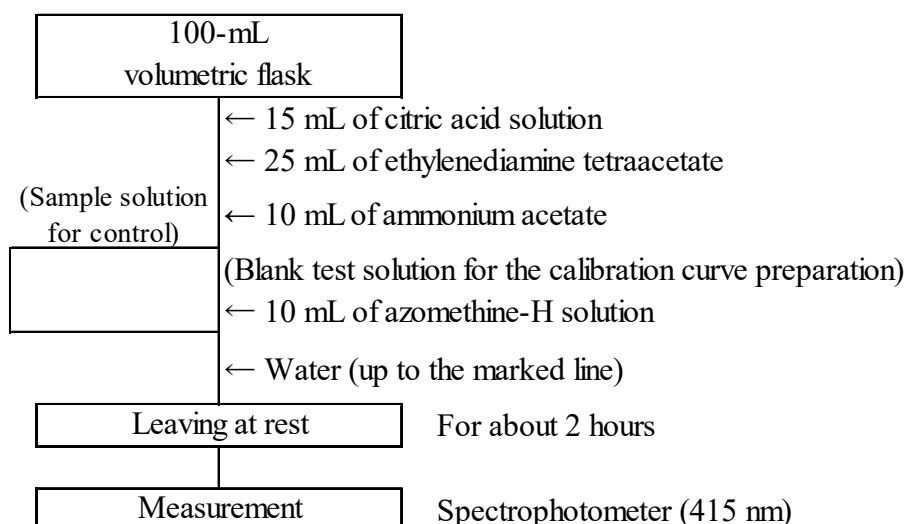 100-mL
volumetric flask
← 15 mL of citric acid solution
← 25 mL of ethylenediamine tetraacetate
(Sample solution
for control)
← 10 mL of ammonium acetate
(Blank test solution for the calibration curve preparation)
← 10 mL of azomethine-H solution
← Water (up to the marked line)
Leaving at rest For about 2 hours
Measurement Spectrophotometer (415 nm)